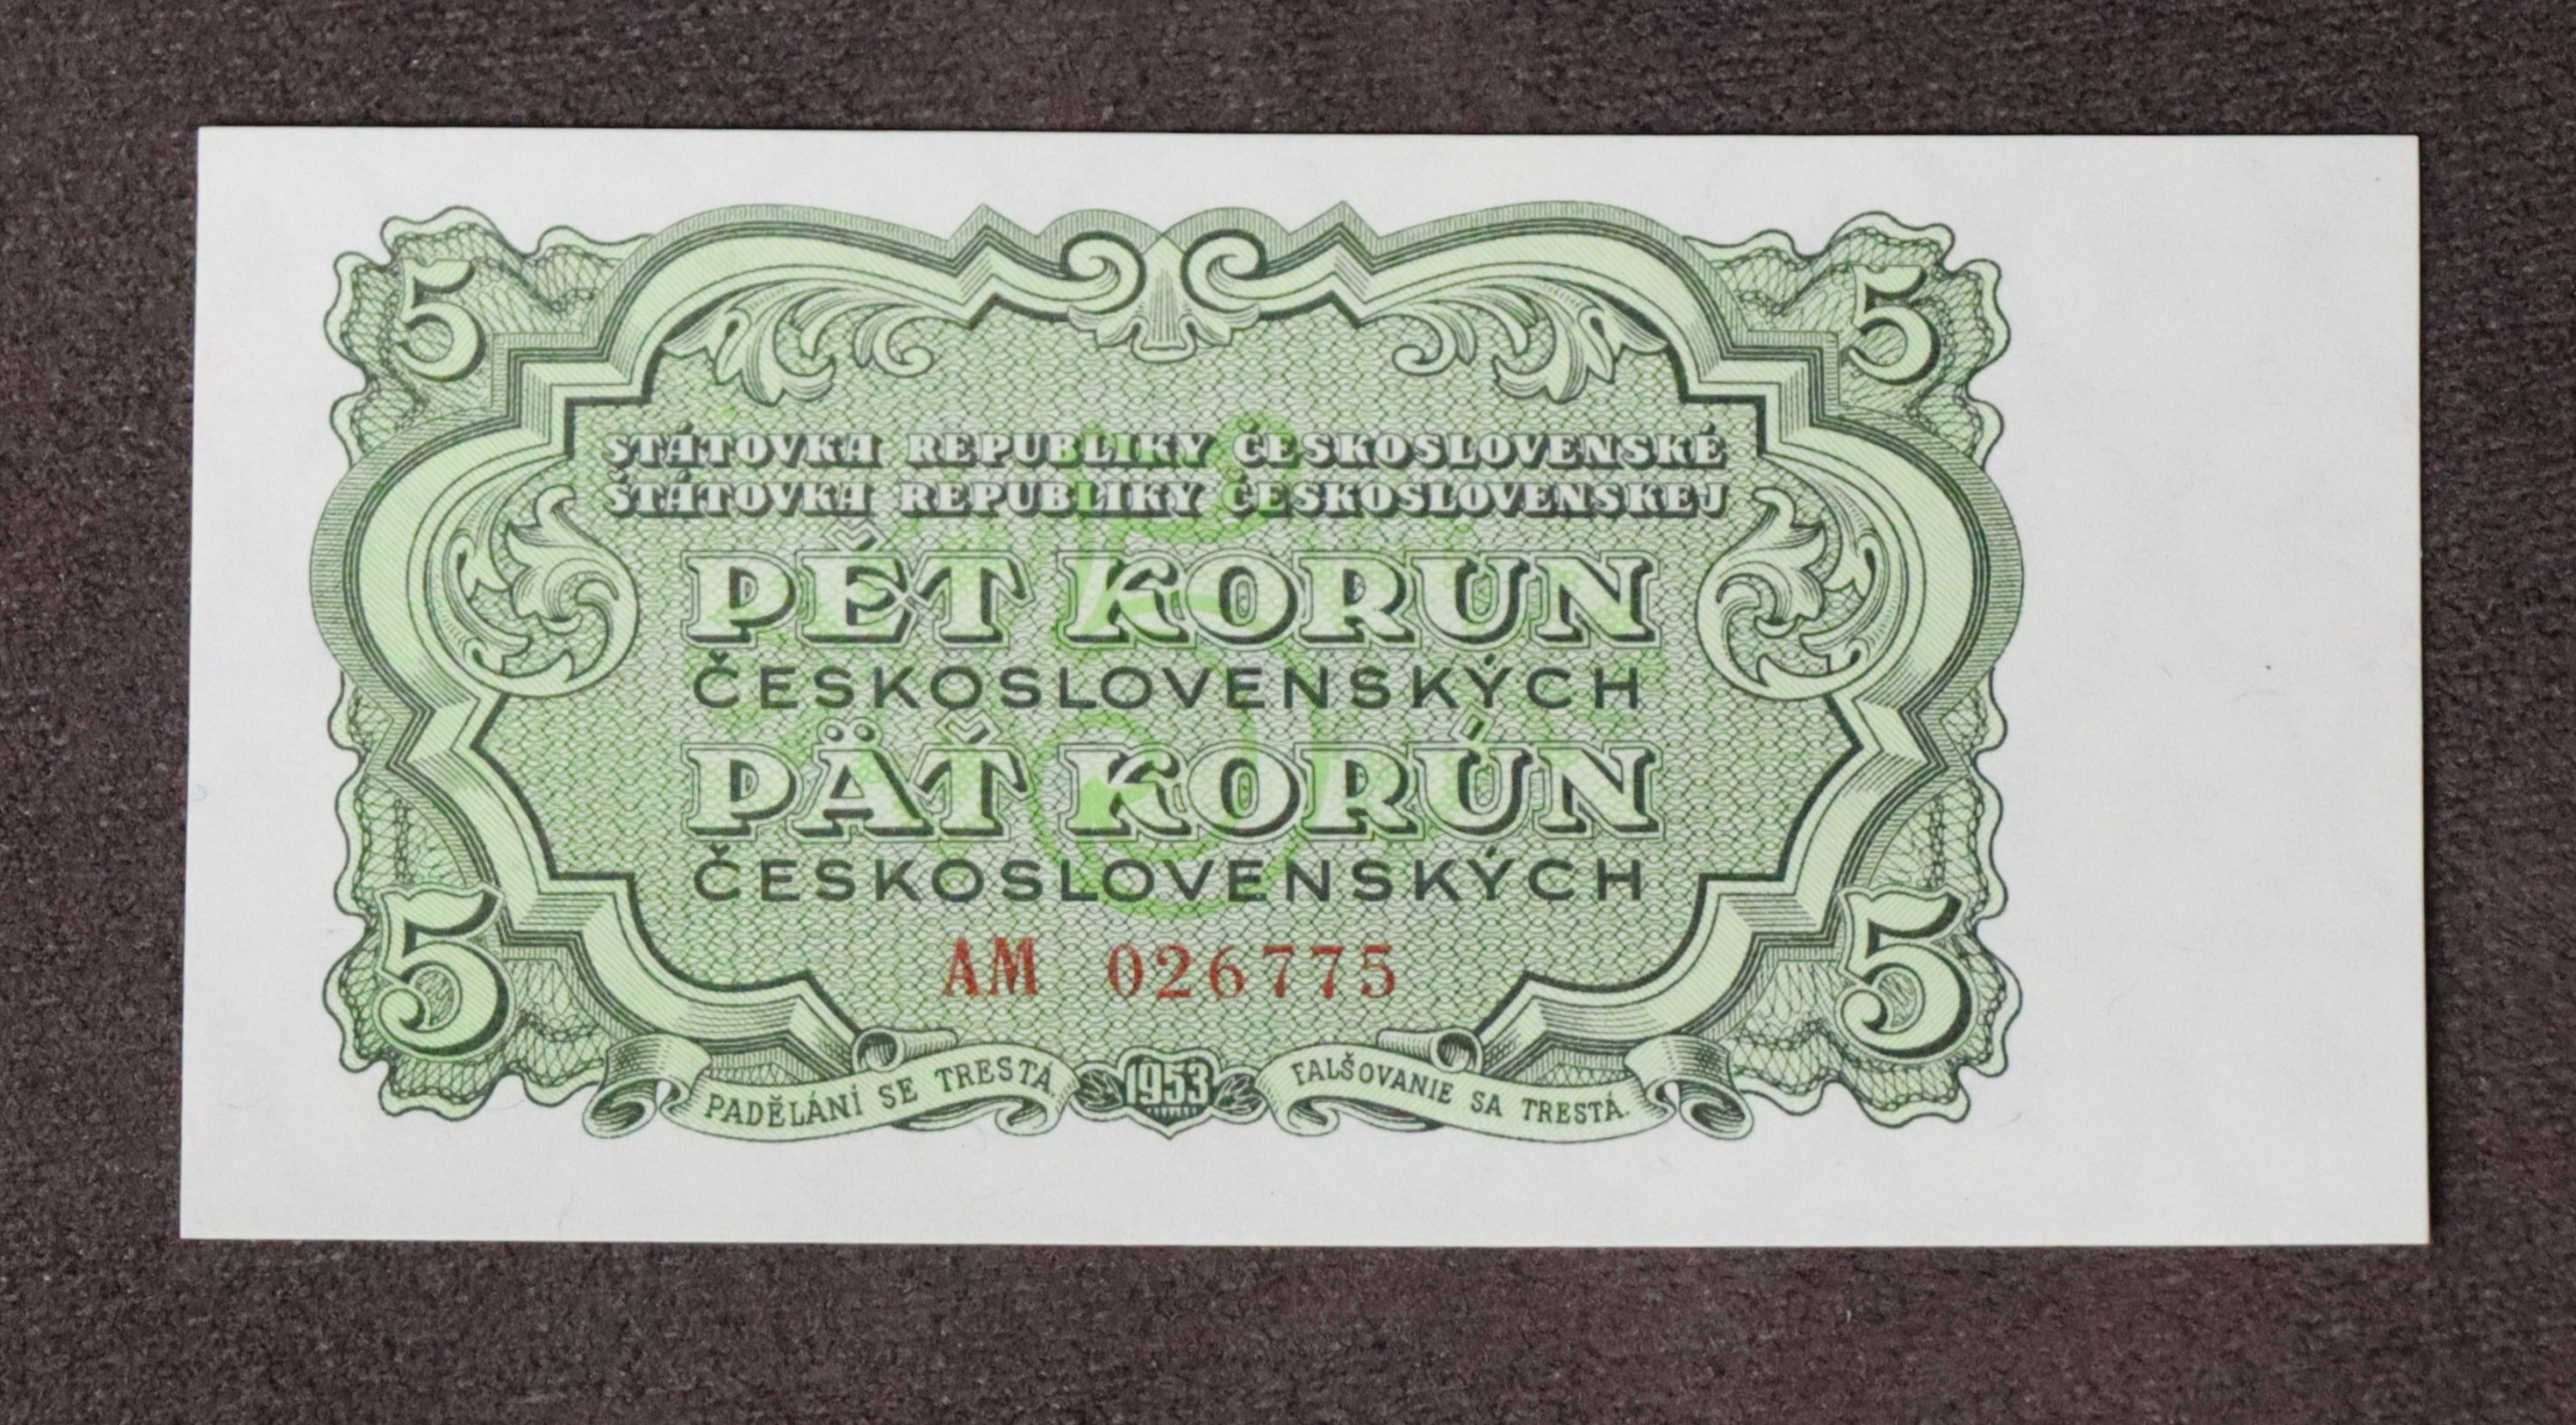 5 5
STÁTOVKA REPUBLIKY ČESKOSLOVENSKÉ
ŠTÁTOVKA REPUBLIKY ČESKOSLOVENSKEJ
PĚT KORUN
ČESKOSLOVENSKÝCH
PÄŤ KORÚN
ČESKOSLOVENSKÝCH
5 5
AM 026775
PADĚLÁNÍ SE TRESTÁ. 1953 FALŠOVANIE SA TRESTÁ.